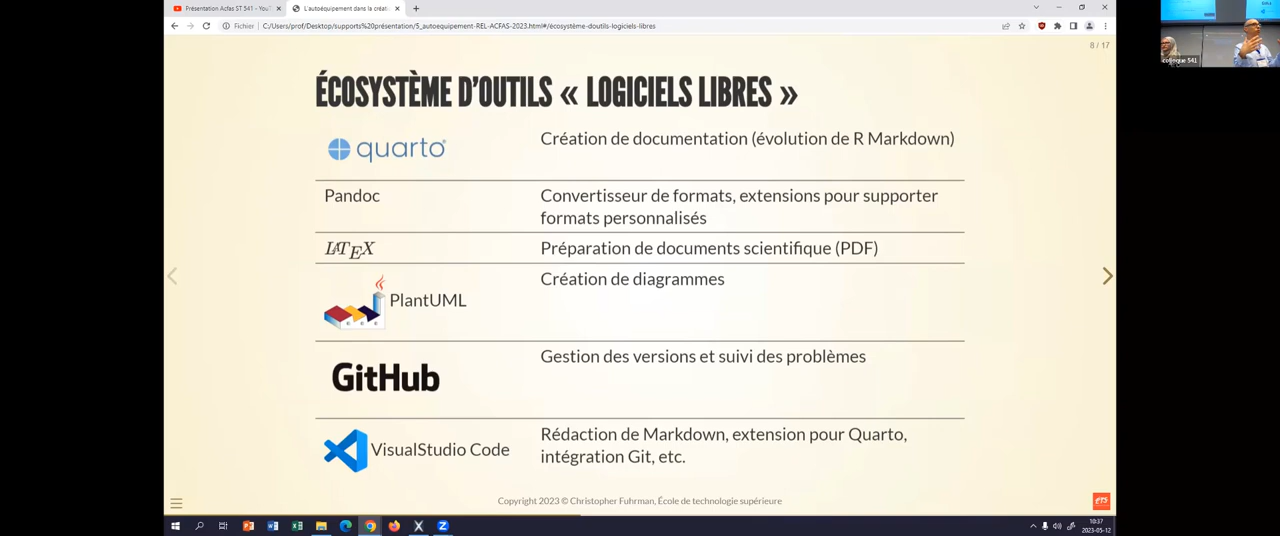 Présentation Acfas ST 541 - YouT
L'autoéquipement dans la créati
Fichier
C:/Users/prof/Desktop/supports%20présentation/5_autoequipement-REL-ACFAS-2023.html#/écosystème-doutils-logiciels-libres
colloque 541
8 / 17
ÉCOSYSTÈME D'OUTILS « LOGICIELS LIBRES »
quarto
Création de documentation (évolution de R Markdown)
Pandoc
Convertisseur de formats, extensions pour supporter
formats personnalisés
LATEX
Préparation de documents scientifique (PDF)
PlantUML
Création de diagrammes
GitHub
Gestion des versions et suivi des problèmes
VisualStudio Code
Rédaction de Markdown, extension pour Quarto,
intégration Git, etc.
Copyright 2023 © Christopher Fuhrman, École de technologie supérieure
ETS
10:37
2023-05-12